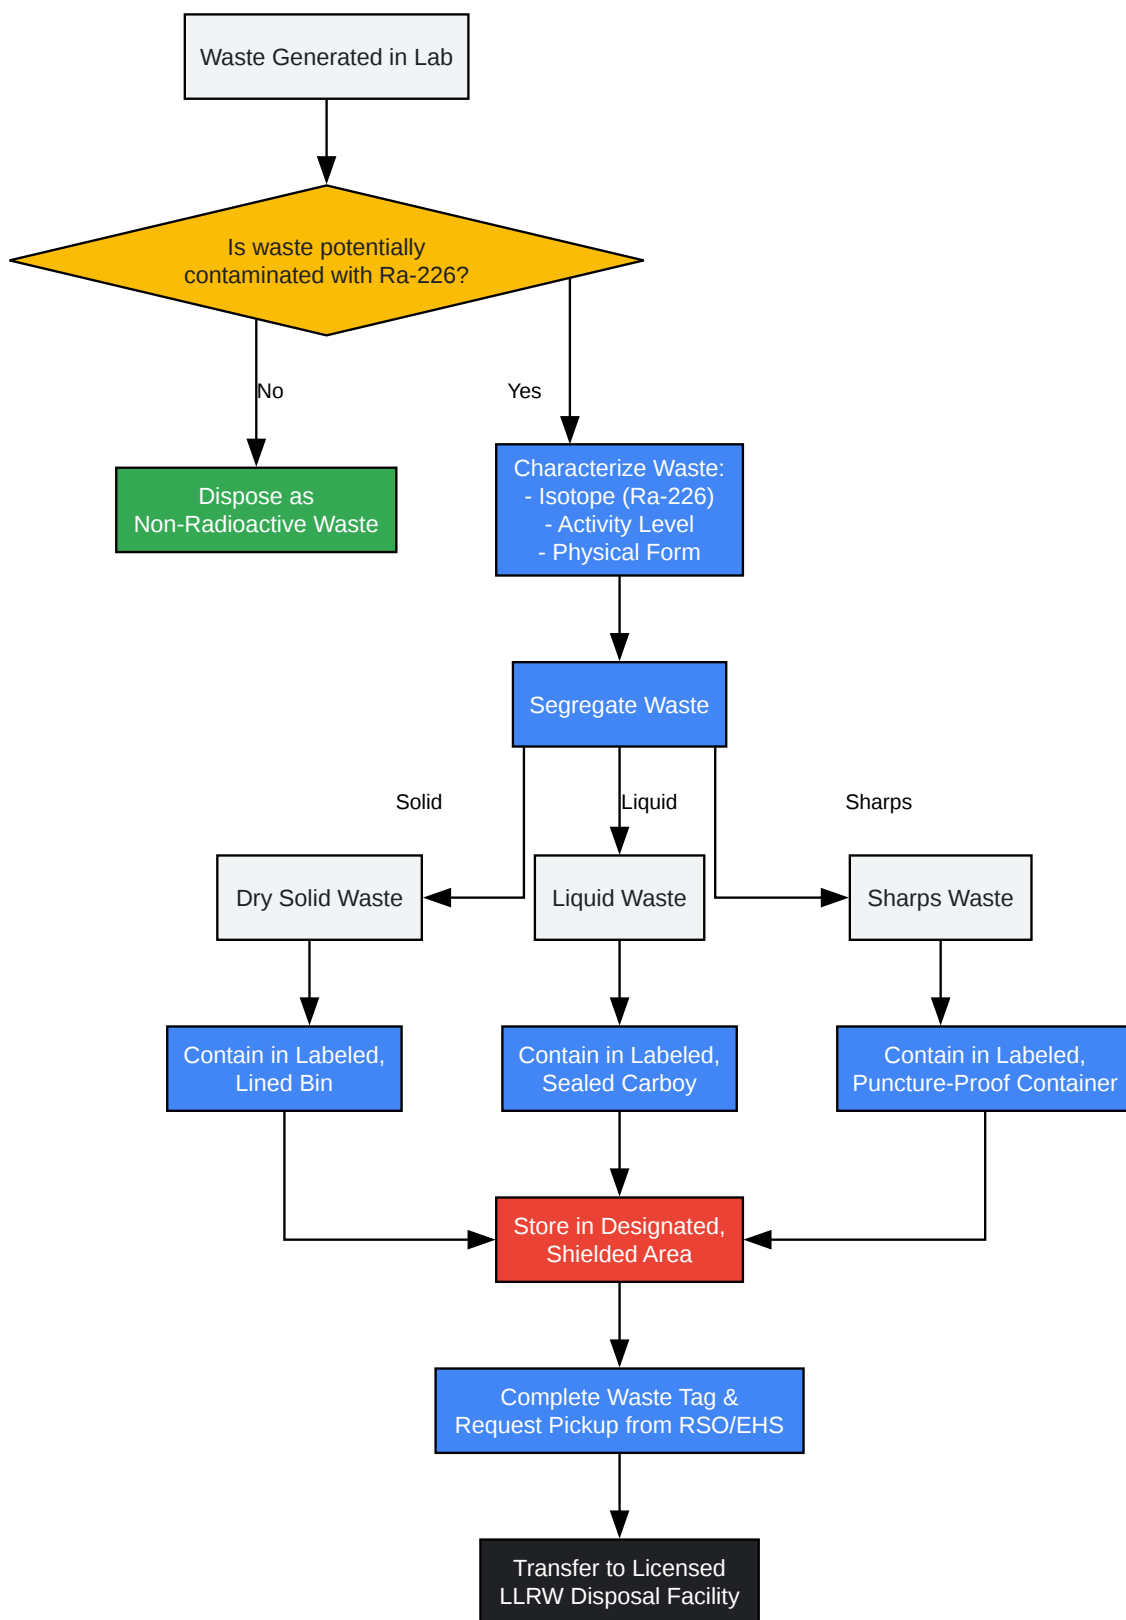 Waste Generated in Lab
Is waste potentially
contaminated with Ra-226?
No
Yes
Dispose as
Non-Radioactive Waste
Characterize Waste:
- Isotope (Ra-226)
- Activity Level
- Physical Form
Segregate Waste
Solid
Liquid
Sharps
Dry Solid Waste
Liquid Waste
Sharps Waste
Contain in Labeled,
Lined Bin
Contain in Labeled,
Sealed Carboy
Contain in Labeled,
Puncture-Proof Container
Store in Designated,
Shielded Area
Complete Waste Tag &
Request Pickup from RSO/EHS
Transfer to Licensed
LLRW Disposal Facility